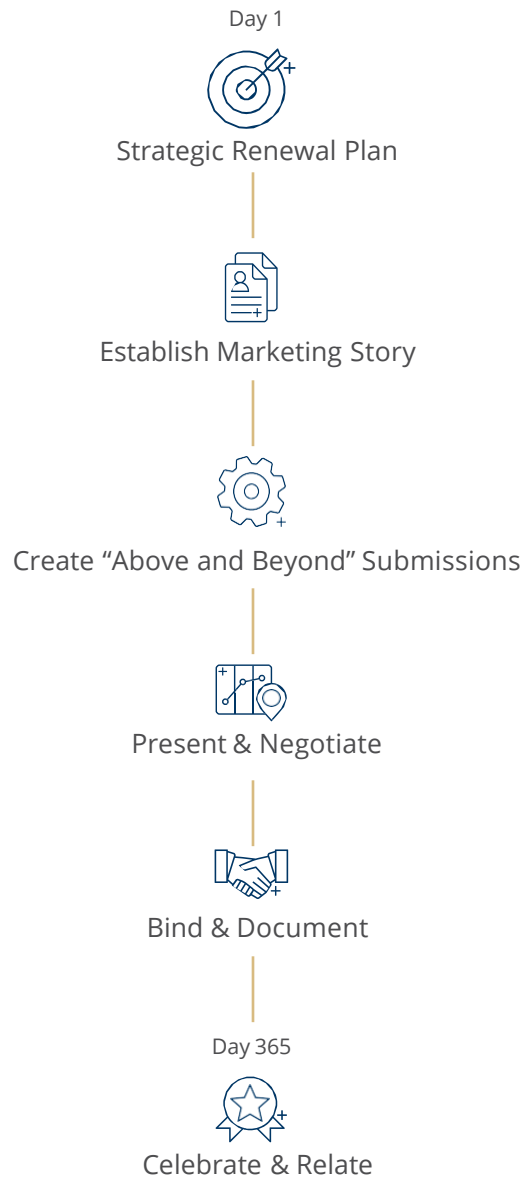 Day 1
Strategic Renewal Plan
Establish Marketing Story
Create “Above and Beyond” Submissions
Present & Negotiate
Bind & Document
Day 365
Celebrate & Relate